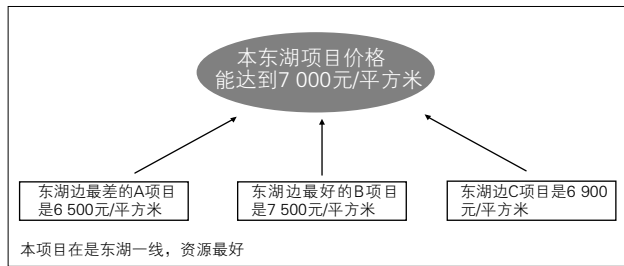 本东湖项目价格
能达到7 000元/平方米
东湖边最差的A项目
是6 500元/平方米
东湖边最好的B项目
是7 500元/平方米
东湖边C项目是6 900
元/平方米
本项目在是东湖一线，资源最好